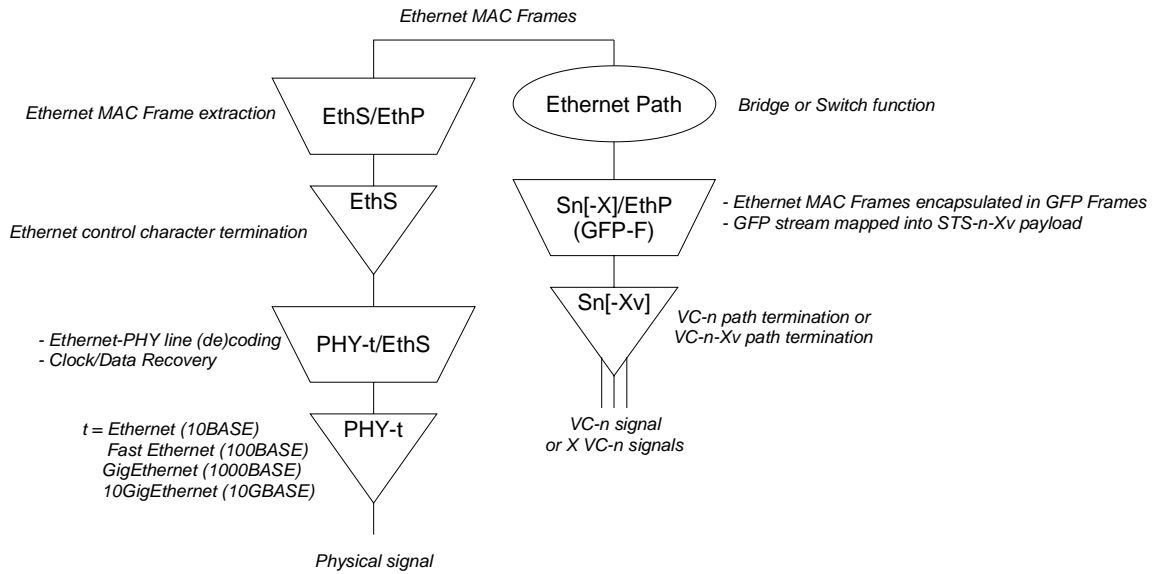 Ethernet MAC Frames
Ethernet MAC Frame extraction
EthS/EthP
Ethernet Path
Bridge or Switch function
EthS
Ethernet control character termination
Sn[-X]/EthP
(GFP-F)
- Ethernet MAC Frames encapsulated in GFP Frames
- GFP stream mapped into STS-n-Xv payload
Sn[-Xv]
VC-n path termination or
VC-n-Xv path termination
- Ethernet-PHY line (de)coding
- Clock/Data Recovery
PHY-t/EthS
VC-n signal
or X VC-n signals
t = Ethernet (10BASE)
Fast Ethernet (100BASE)
GigEthernet (1000BASE)
10GigEthernet (10GBASE)
PHY-t
Physical signal